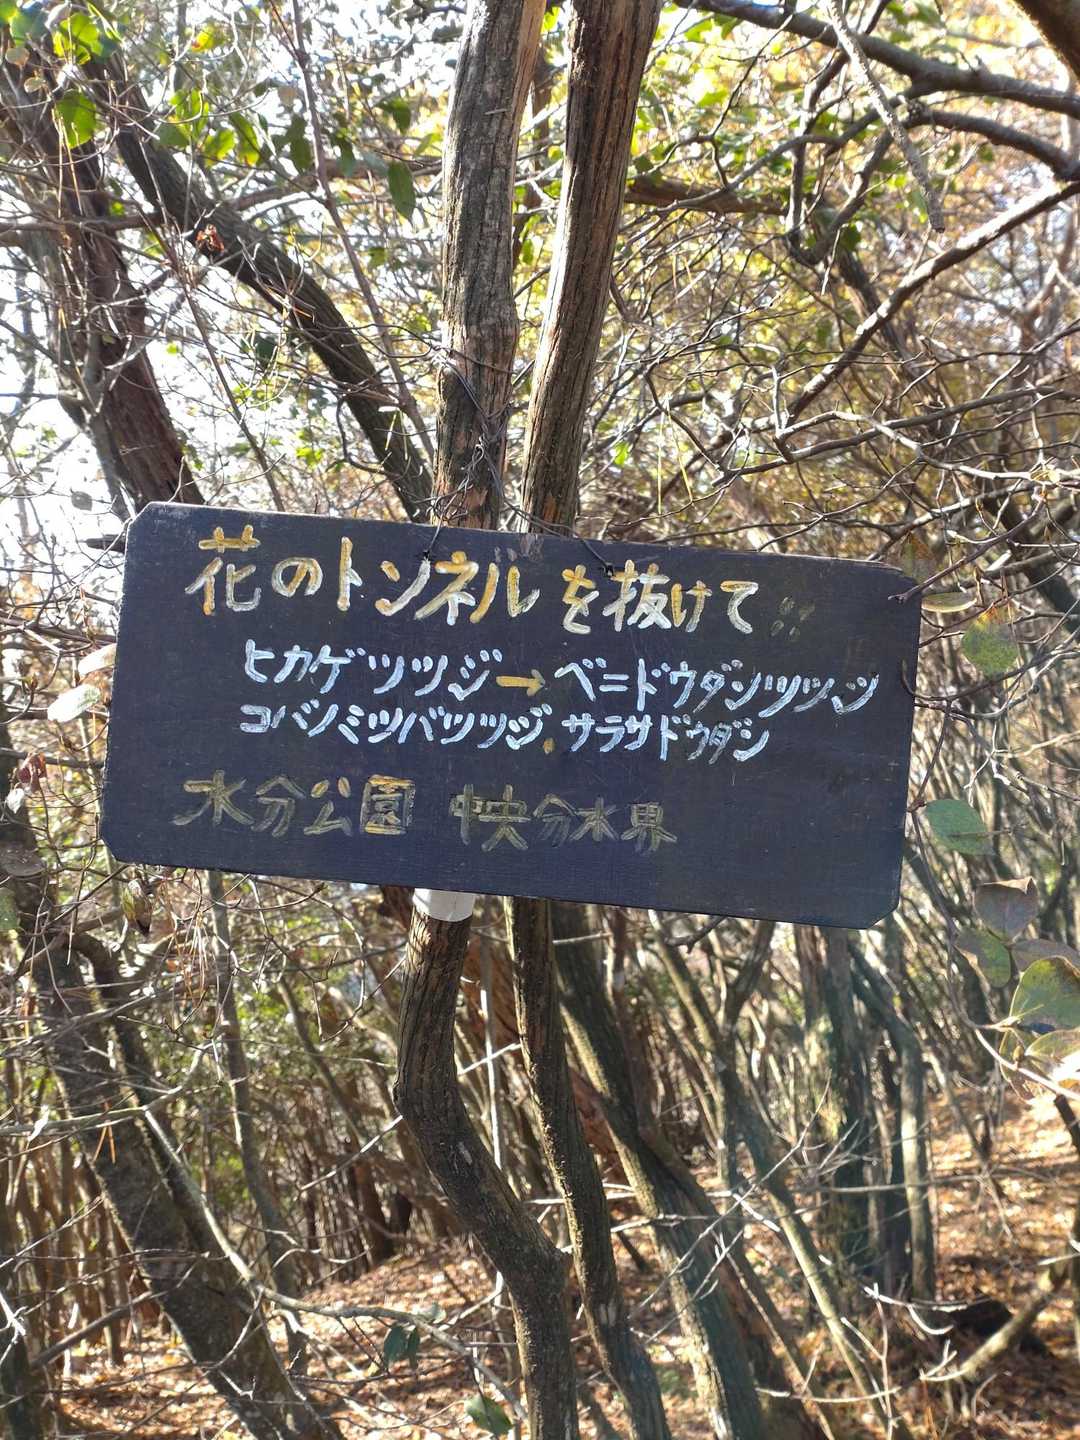 花のトンネルを抜けて
ヒカゲツツジ→ベニドウダンツツジ
コバノミツバツツジ.サラサドウダン
水分公園 中央分水界